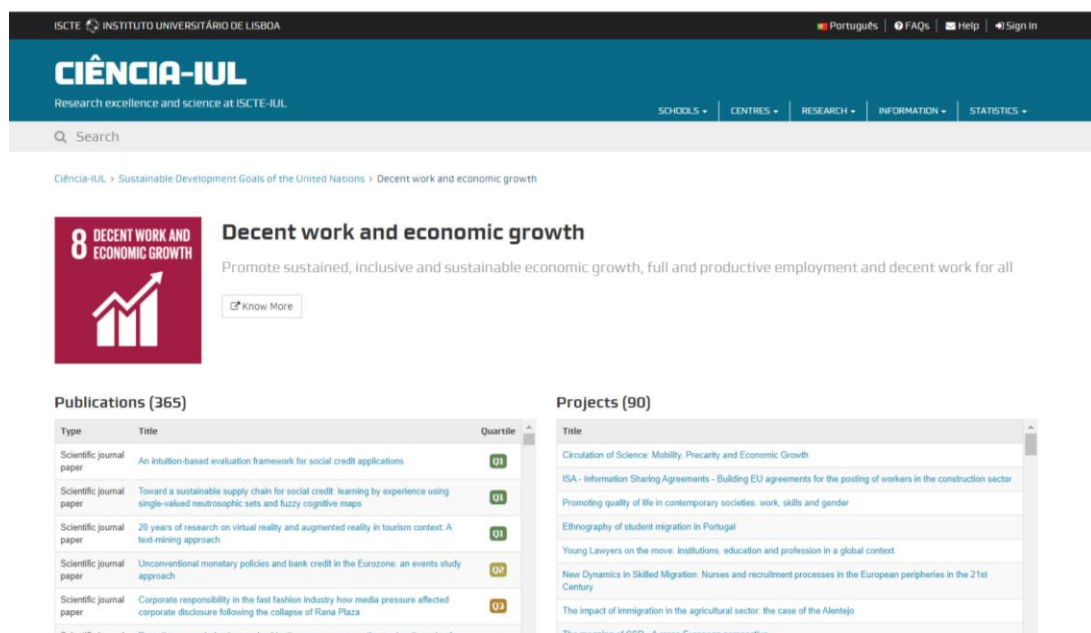 ISCTE INSTITUTO UNIVERSITÁRIO DE LISBOA
Português FAQs Help Sign In
CIÊNCIA-IUL
Research excellence and science at ISCTE-IUL
SCHOOLS CENTRES RESEARCH INFORMATION STATISTICS
Search
Ciência-IUL > Sustainable Development Goals of the United Nations > Decent work and economic growth
8 DECENT WORK AND
ECONOMIC GROWTH
Decent work and economic growth
Promote sustained, inclusive and sustainable economic growth, full and productive employment and decent work for all
Know More
Publications (365)
Type Title Quartile
Scientific journal
paper
An intuition-based evaluation framework for social credit applications
Q1
Scientific journal
paper
Toward a sustainable supply chain for social credit: learning by experience using
single-valued neutrosophic sets and fuzzy cognitive maps
Q1
Scientific journal
paper
20 years of research on virtual reality and augmented reality in tourism context: A
text-mining approach
Q1
Scientific journal
paper
Unconventional monetary policies and bank credit in the Eurozone: an events study
approach
Q2
Scientific journal
paper
Corporate responsibility in the fast fashion industry how media pressure affected
corporate disclosure following the collapse of Rana Plaza
Q3
Projects (90)
Title
Circulation of Science: Mobility, Precarity and Economic Growth
ISA - Information Sharing Agreements - Building EU agreements for the posting of workers in the construction sector
Promoting quality of life in contemporary societies: work, skills and gender
Ethnography of student migration in Portugal
Young Lawyers on the move: institutions, education and profession in a global context.
New Dynamics in Skilled Migration: Nurses and recruitment processes in the European peripheries in the 21st
Century
The impact of immigration in the agricultural sector: the case of the Alentejo